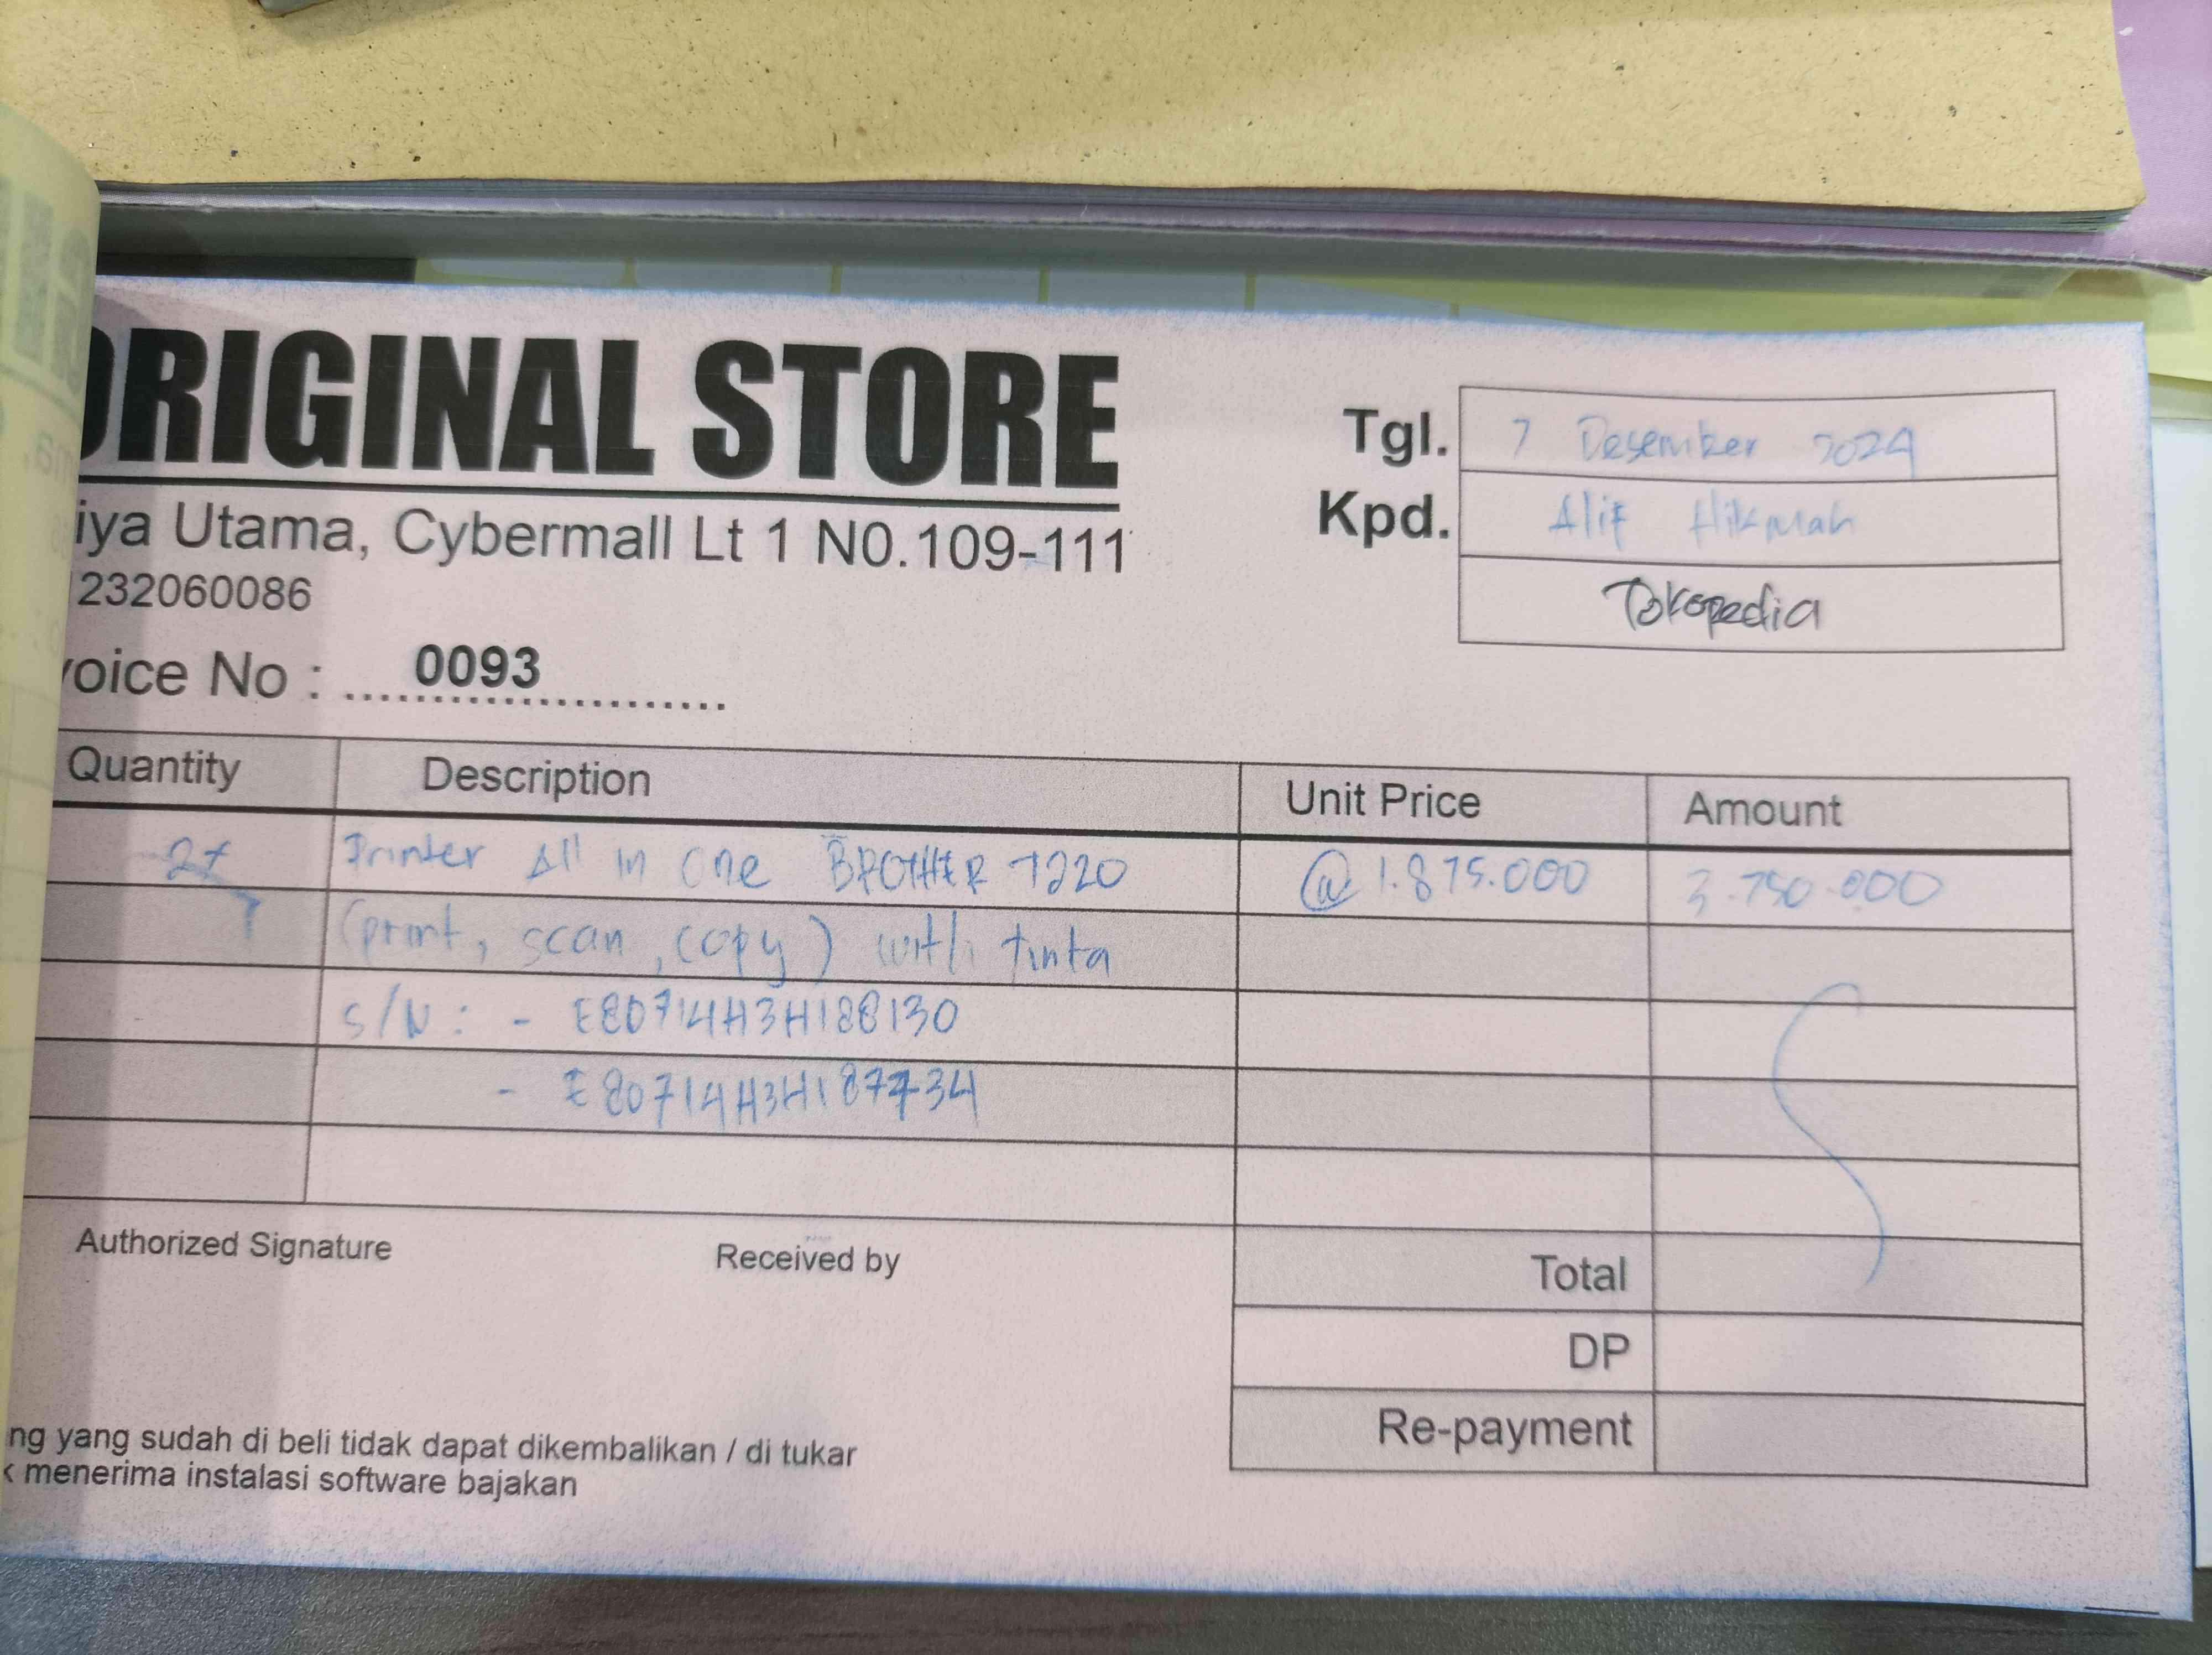 ORIGINAL STORE
iya Utama, Cybermall Lt 1 N0.109-111
1232060086
voice No : 0093
Tgl. 7 Desember 2024
Kpd. Alif Hikmah
Tokopedia
Quantity Description Unit Price Amount
2x Printer All in One BROTHER T220 @ 1.875.000 3.750.000
(print, scan, copy) with tinta
S/N : - E80714H3H188130
- E80714H3H187734
Authorized Signature Received by Total
DP
Re-payment
ng yang sudah di beli tidak dapat dikembalikan / di tukar
k menerima instalasi software bajakan